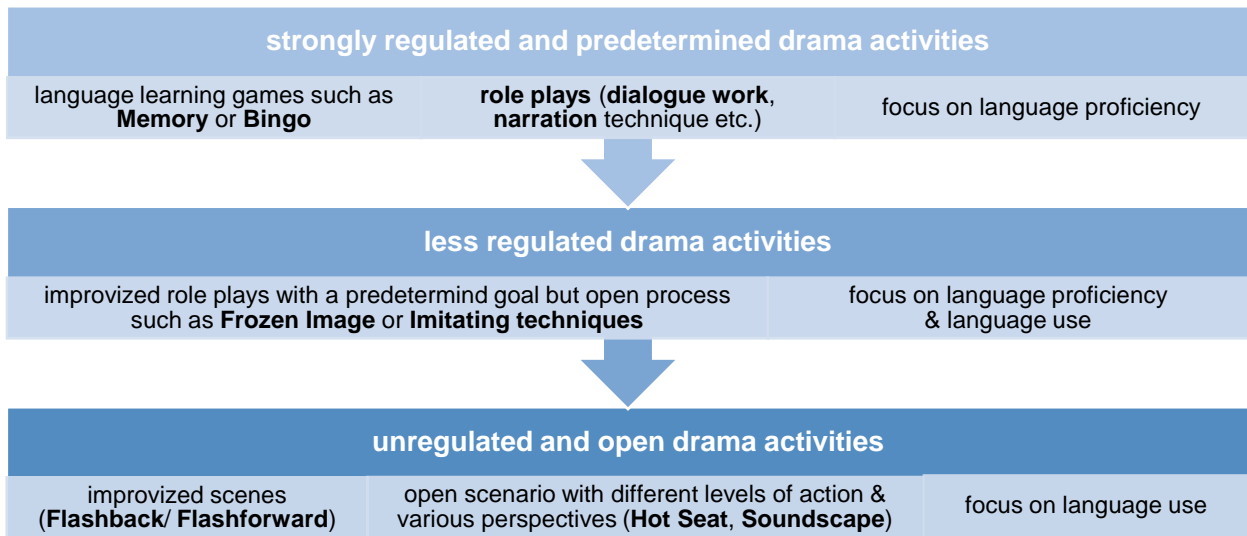 strongly regulated and predetermined drama activities
language learning games such as
Memory or Bingo
role plays (dialogue work,
narration technique etc.)
focus on language proficiency
less regulated drama activities
improvized role plays with a predetermind goal but open process
such as Frozen Image or Imitating techniques
focus on language proficiency
& language use
unregulated and open drama activities
improvized scenes
(Flashback/ Flashforward)
open scenario with different levels of action &
various perspectives (Hot Seat, Soundscape)
focus on language use